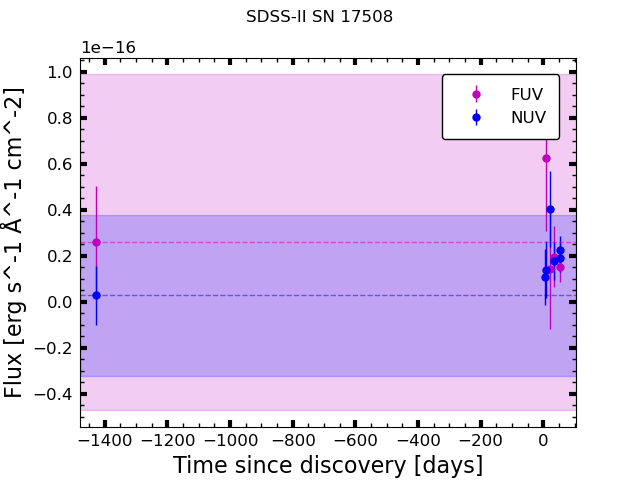 SDSS-II SN 17508
1e−16
FUV
NUV
1.0
0.8
0.6
0.4
0.2
0.0
−0.2
−0.4
Flux [erg s^-1 Å^-1 cm^-2]
−1400 −1200 −1000 −800 −600 −400 −200 0
Time since discovery [days]